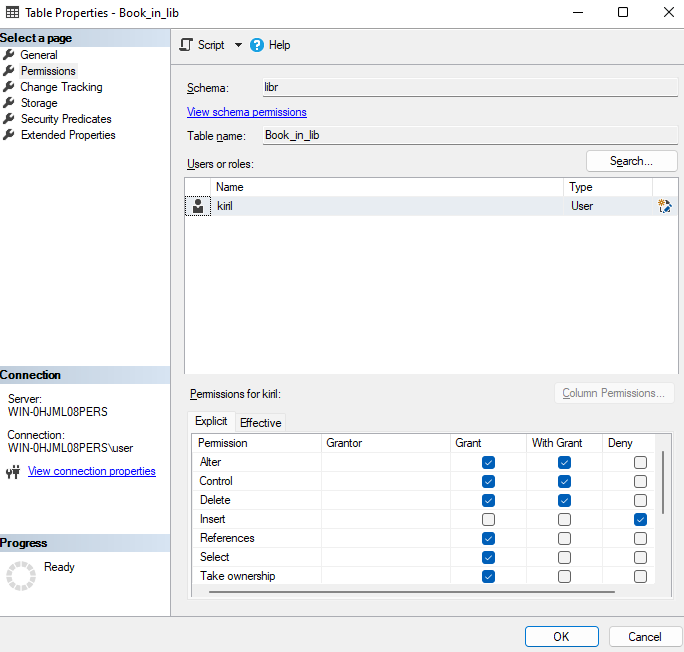 Table Properties - Book_in_lib
Select a page
General
Permissions
Change Tracking
Storage
Security Predicates
Extended Properties
Connection
Server:
WIN-0HJML08PERS
Connection:
WIN-0HJML08PERS\user
View connection properties
Progress
Ready
Script
Help
Schema:
libr
View schema permissions
Table name:
Book_in_lib
Users or roles:
Search...
Name Type
kiril User
Permissions for kiril:
Column Permissions...
Explicit Effective
Permission Grantor Grant With Grant Deny
Alter
Control
Delete
Insert
References
Select
Take ownership
OK Cancel